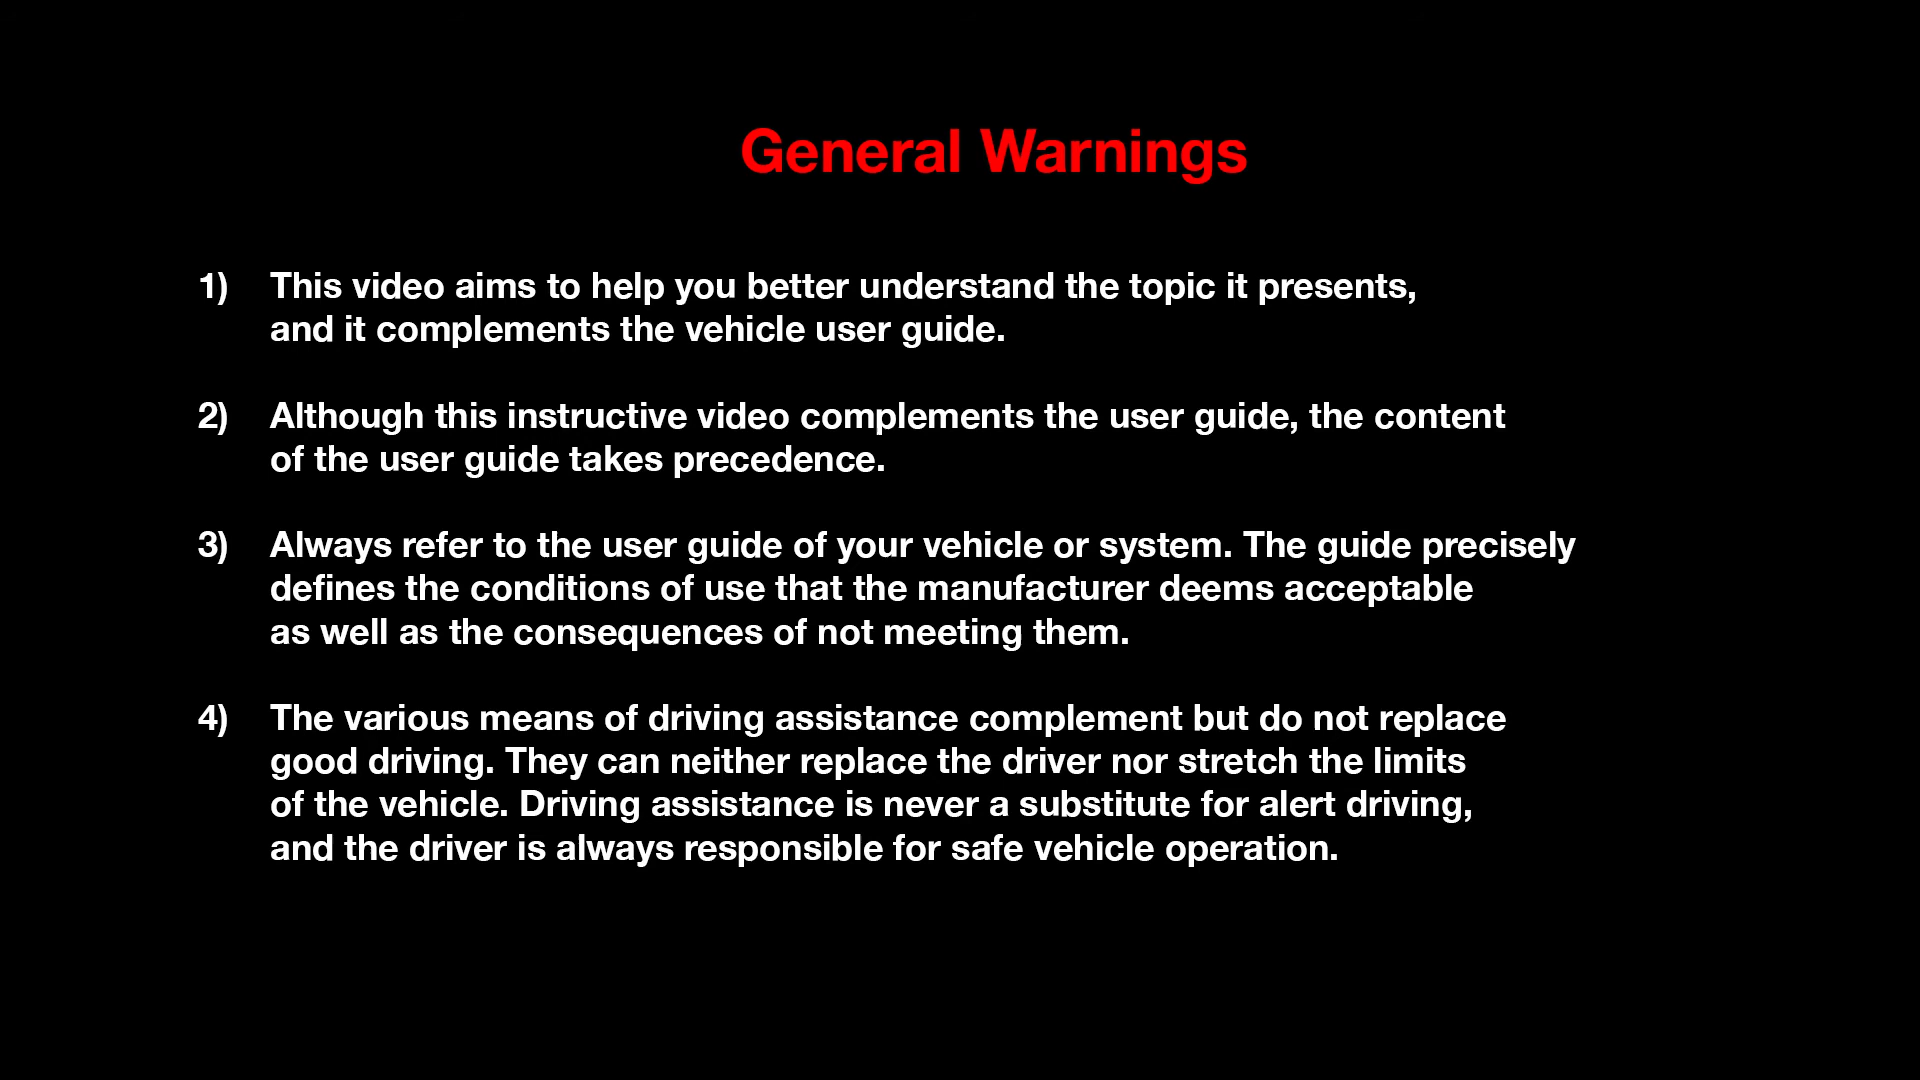 General Warnings
1) This video aims to help you better understand the topic it presents,
and it complements the vehicle user guide.
2) Although this instructive video complements the user guide, the content
of the user guide takes precedence.
3) Always refer to the user guide of your vehicle or system. The guide precisely
defines the conditions of use that the manufacturer deems acceptable
as well as the consequences of not meeting them.
4) The various means of driving assistance complement but do not replace
good driving. They can neither replace the driver nor stretch the limits
of the vehicle. Driving assistance is never a substitute for alert driving,
and the driver is always responsible for safe vehicle operation.